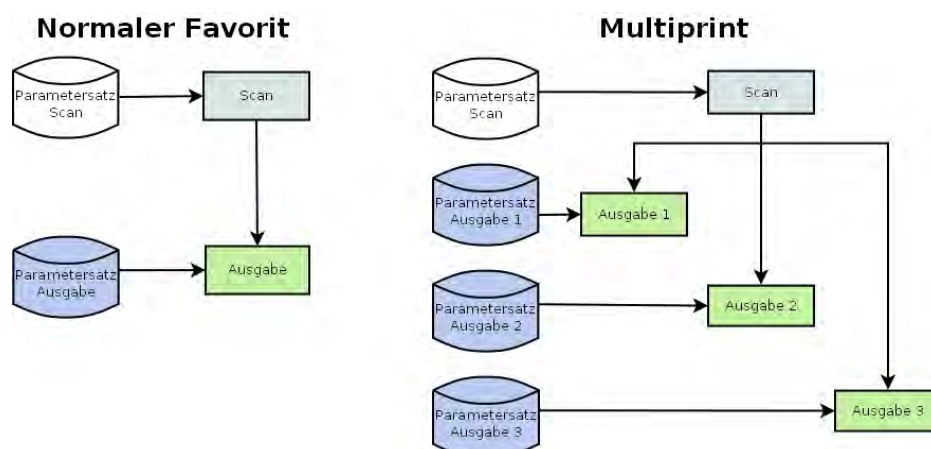 Normaler Favorit
Parametersatz
Scan
Scan
Parametersatz
Ausgabe
Ausgabe
Multiprint
Parametersatz
Scan
Scan
Parametersatz
Ausgabe 1
Ausgabe 1
Parametersatz
Ausgabe 2
Ausgabe 2
Parametersatz
Ausgabe 3
Ausgabe 3